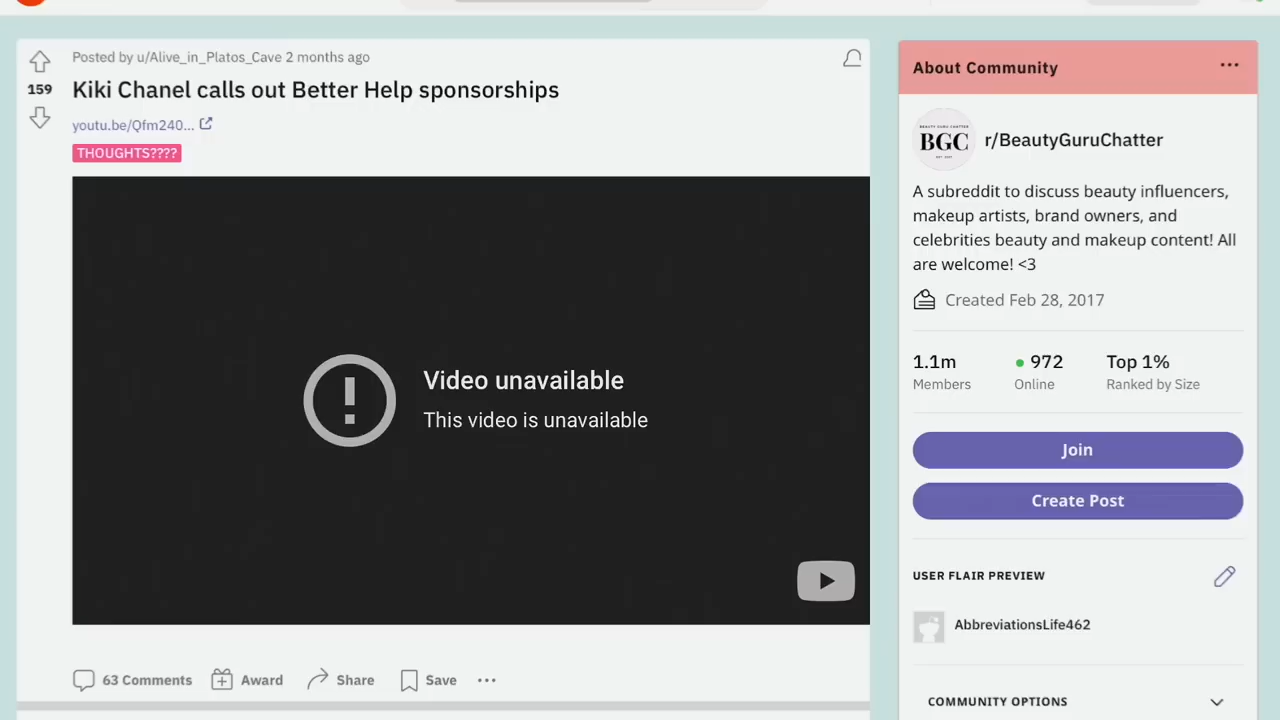 Posted by u/Alive_in_Platos_Cave 2 months ago
159
Kiki Chanel calls out Better Help sponsorships
youtu.be/Qfm240...
THOUGHTS????
Video unavailable
This video is unavailable
63 Comments
Award
Share
Save
About Community
BEAUTY GURU CHATTER
BGC
r/BeautyGuruChatter
A subreddit to discuss beauty influencers,
makeup artists, brand owners, and
celebrities beauty and makeup content! All
are welcome! <3
Created Feb 28, 2017
1.1m
Members
972
Online
Top 1%
Ranked by Size
Join
Create Post
USER FLAIR PREVIEW
AbbreviationsLife462
COMMUNITY OPTIONS